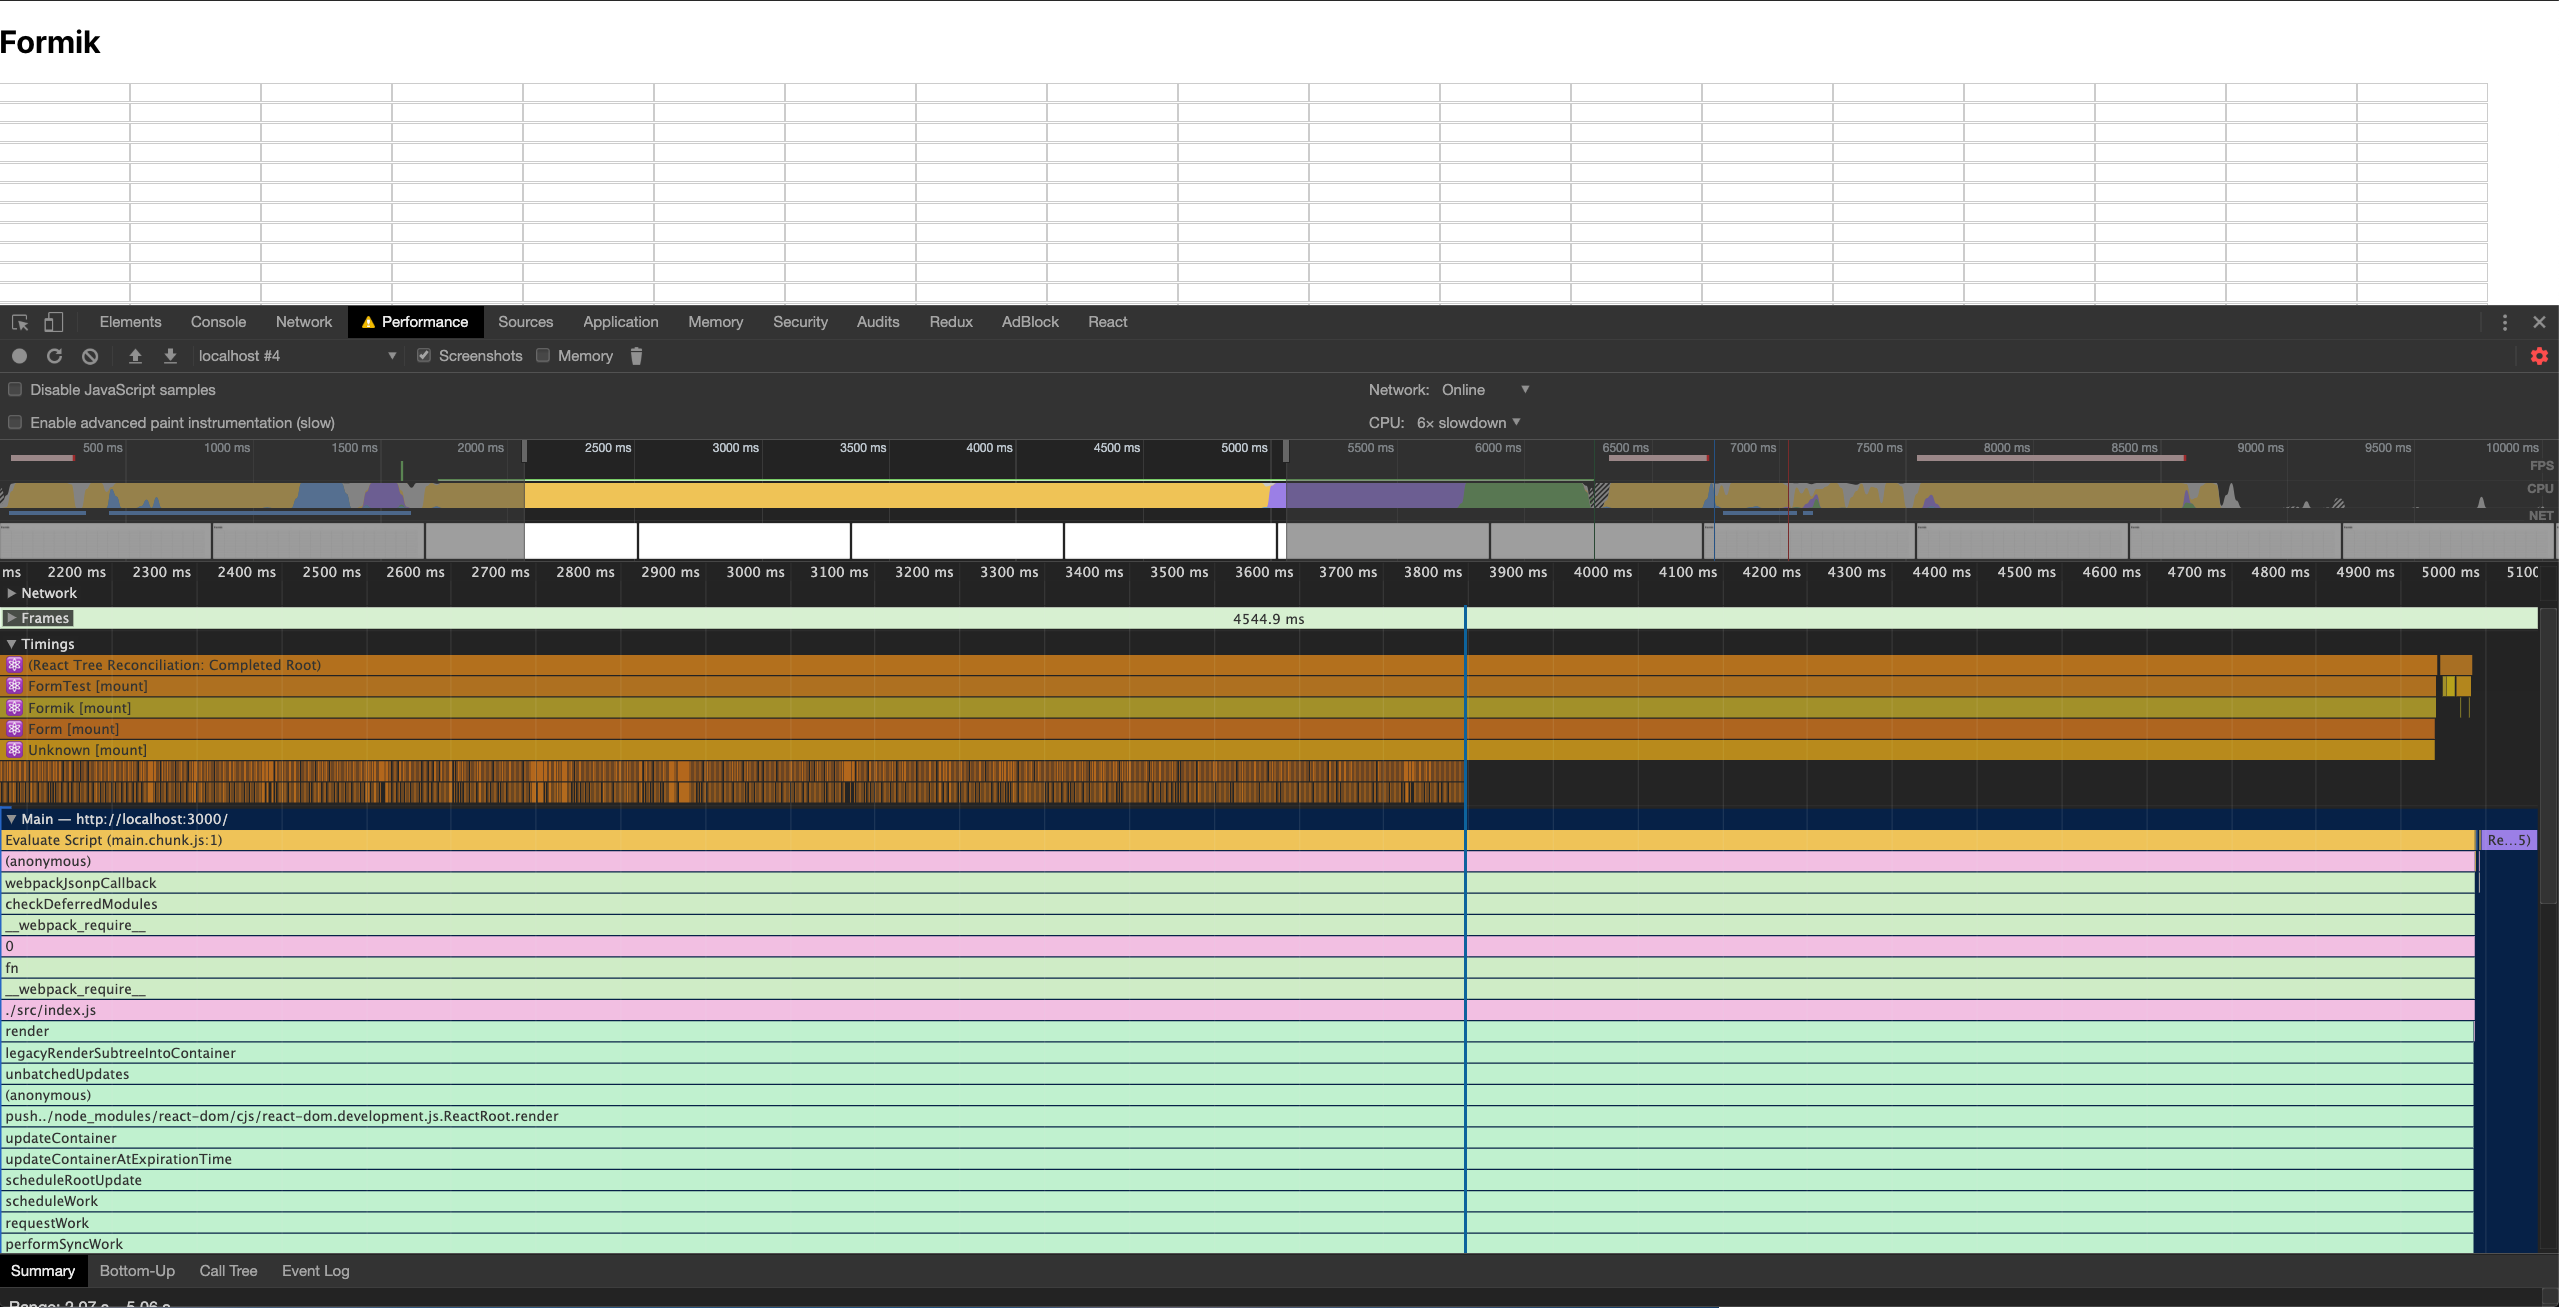 Formik
Elements Console Network Performance Sources Application Memory Security Audits Redux AdBlock React
localhost #4 Screenshots Memory
Disable JavaScript samples Network: Online
Enable advanced paint instrumentation (slow) CPU: 6× slowdown
500 ms 1000 ms 1500 ms 2000 ms 2500 ms 3000 ms 3500 ms 4000 ms 4500 ms 5000 ms 5500 ms 6000 ms 6500 ms 7000 ms 7500 ms 8000 ms 8500 ms 9000 ms 9500 ms 10000 ms
FPS
CPU
NET
ms 2200 ms 2300 ms 2400 ms 2500 ms 2600 ms 2700 ms 2800 ms 2900 ms 3000 ms 3100 ms 3200 ms 3300 ms 3400 ms 3500 ms 3600 ms 3700 ms 3800 ms 3900 ms 4000 ms 4100 ms 4200 ms 4300 ms 4400 ms 4500 ms 4600 ms 4700 ms 4800 ms 4900 ms 5000 ms 5100
Network
Frames 4544.9 ms
Timings
(React Tree Reconciliation: Completed Root)
FormTest [mount]
Formik [mount]
Form [mount]
Unknown [mount]
Main — http://localhost:3000/
Evaluate Script (main.chunk.js:1) Re...5)
(anonymous)
webpackJsonpCallback
checkDeferredModules
__webpack_require__
0
fn
__webpack_require__
./src/index.js
render
legacyRenderSubtreeIntoContainer
unbatchedUpdates
(anonymous)
push../node_modules/react-dom/cjs/react-dom.development.js.ReactRoot.render
updateContainer
updateContainerAtExpirationTime
scheduleRootUpdate
scheduleWork
requestWork
performSyncWork
Summary Bottom-Up Call Tree Event Log
Range: 2.07 s – 5.06 s